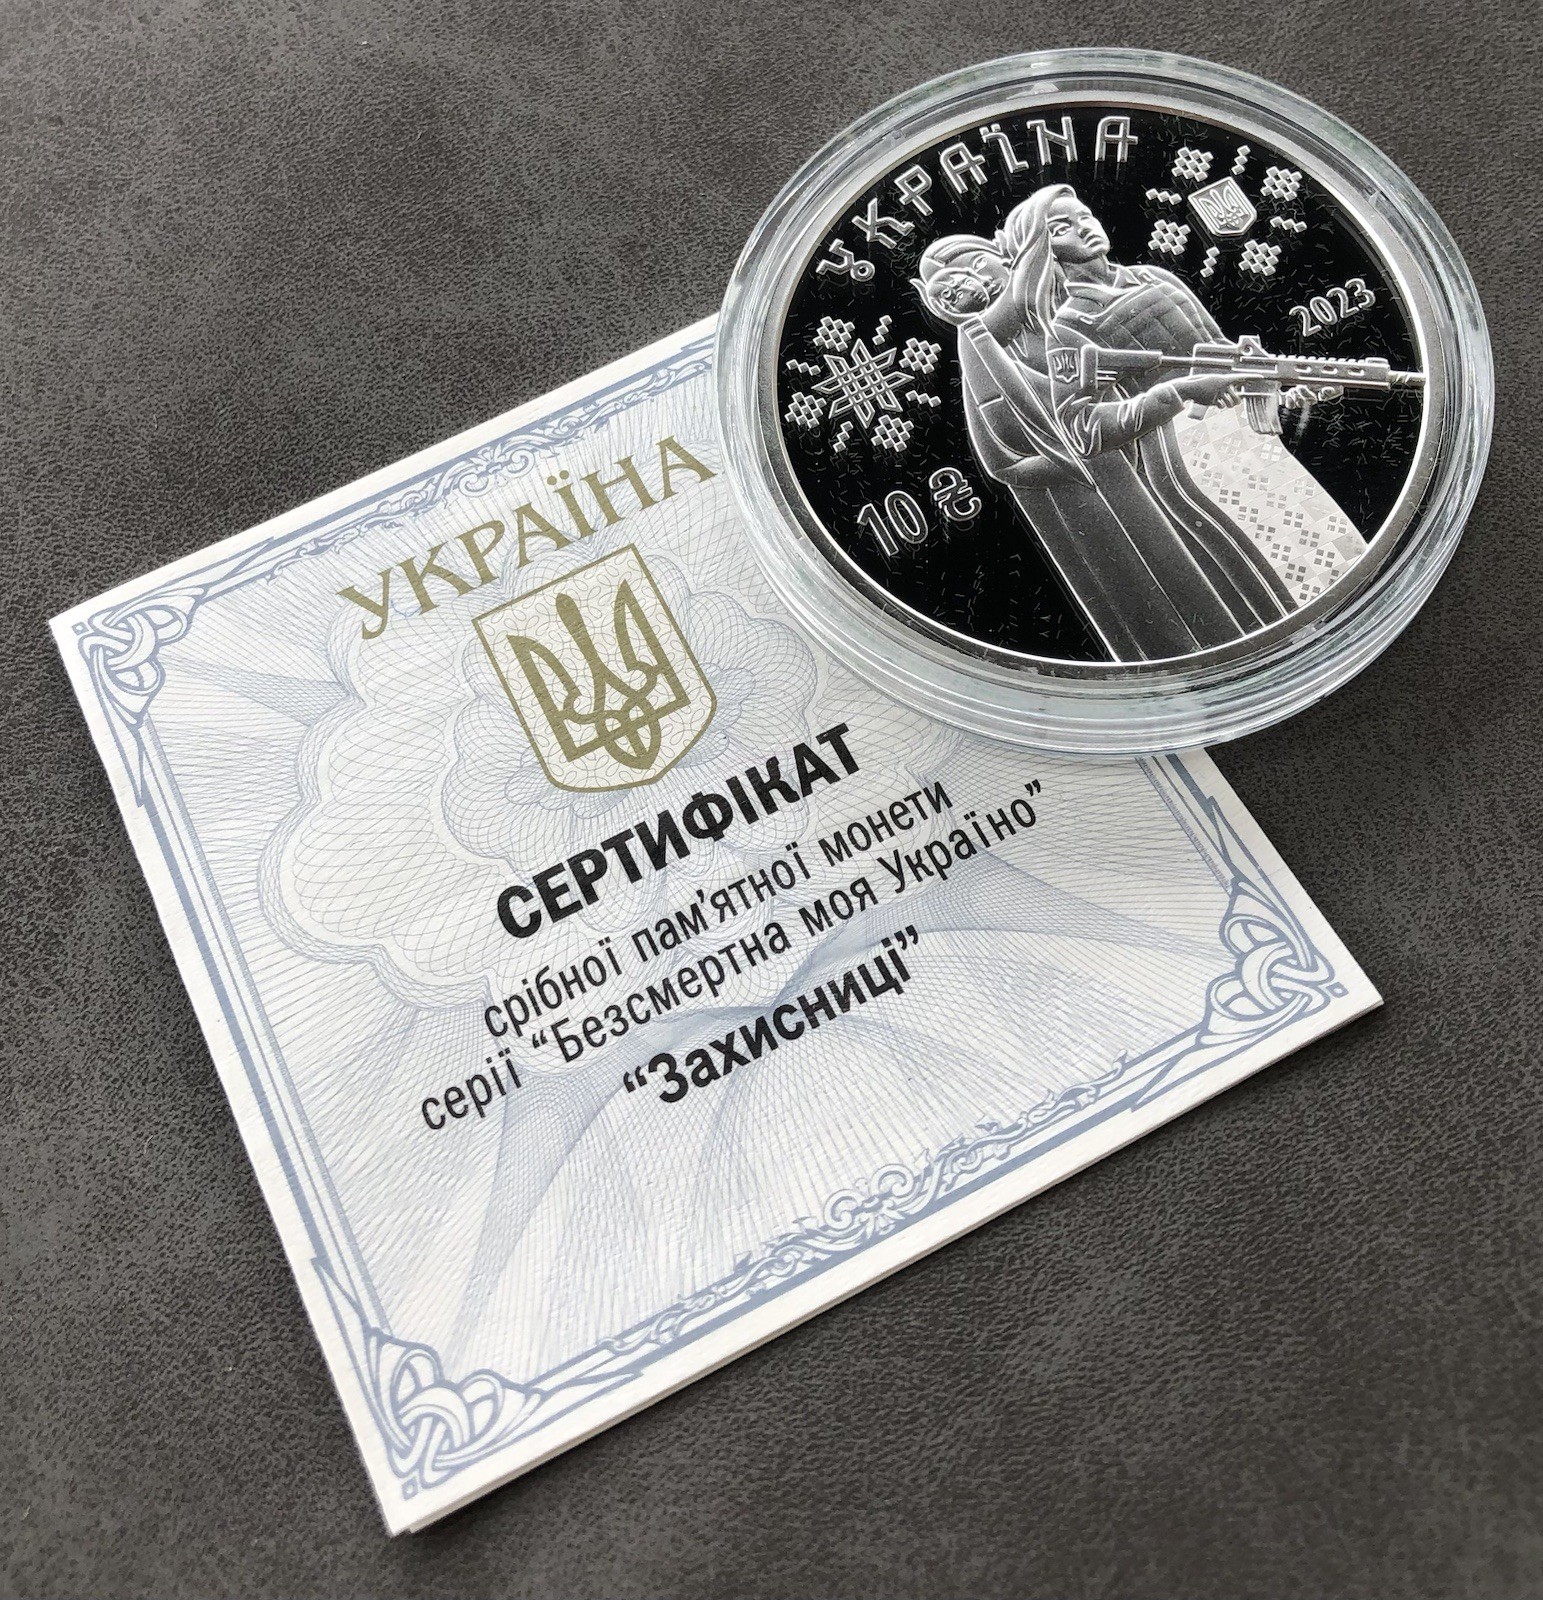 УКРАЇНА
2023
10 ₴
УКРАЇНА
СЕРТИФІКАТ
срібної пам’ятної монети
серії “Безсмертна моя Україно”
“Захисниці”